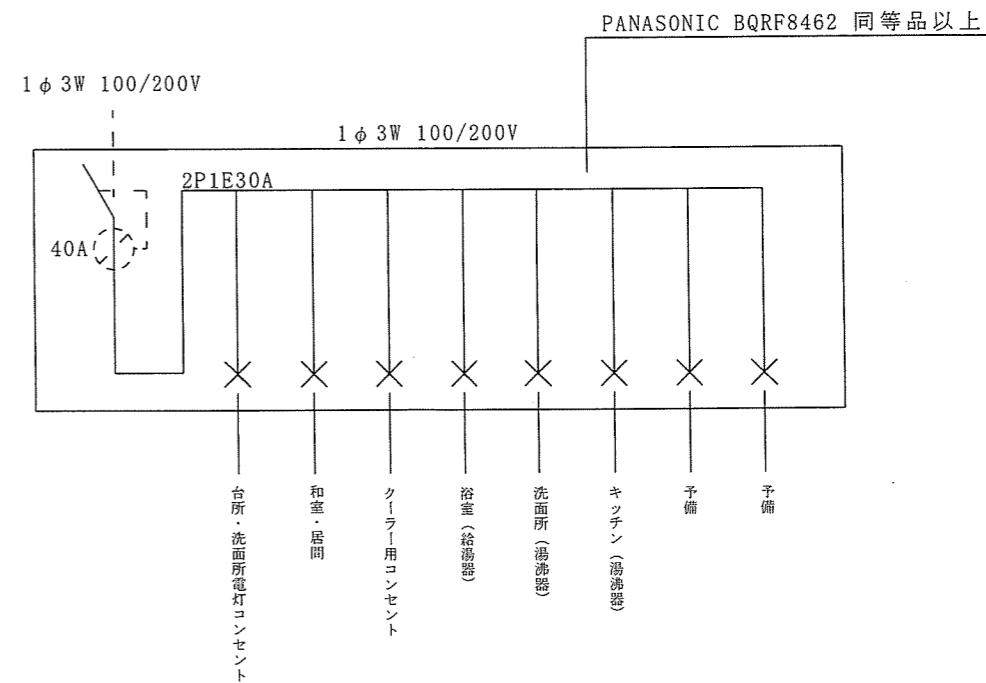 PANASONIC BQRF8462 同等品以上
1φ3W 100/200V
1φ3W 100/200V
2P1E30A
40A
台所・洗面所電灯コンセント
和室・居間
クーラー用コンセント
浴室（給湯器）
洗面所（湯沸器）
キッチン（湯沸器）
予備
予備